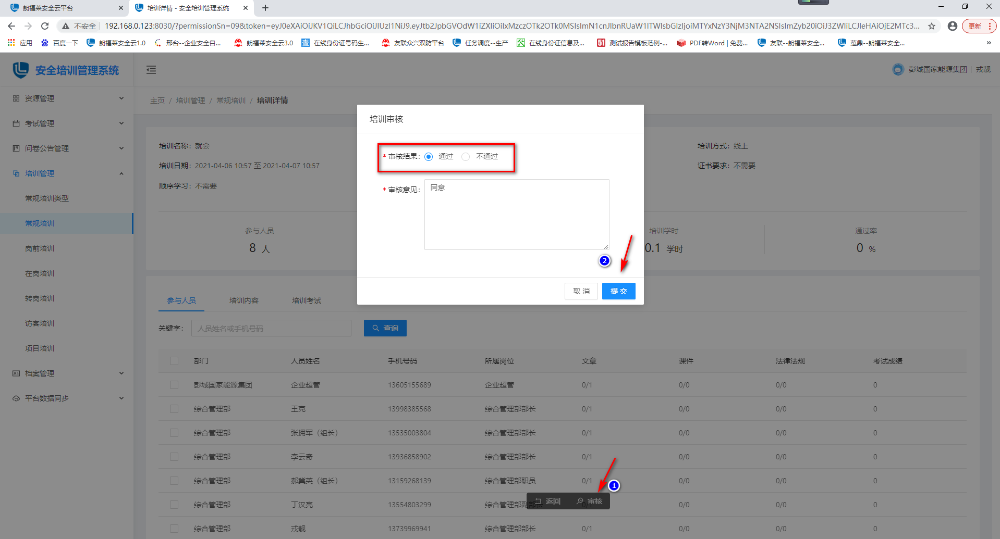 朗福莱安全云平台
培训详情 - 安全培训管理系统
不安全
192.168.0.123:8030/?permissionSn=09&token=eyJ0eXAiOiJKV1QiLCJhbGciOiJIUzI1NiJ9.eyJtb2JpbGVOdW1iZXIiOiIxMzczOTk2OTk0MSIsImN1cnJlbnRUaW1lTWlsbGlzIjoiMTYxNzY3NjM3NTA2NSIsImZyb20iOiJ3ZWIiLCJleHAiOjE2MTc3...
更新
应用
百度一下
朗福莱安全云1.0
邢台--企业安全自...
朗福莱安全云3.0
查
在线身份证号码生...
友联众兴双防平台
任务调度--生产
在线身份证信息及...
51
测试报告模板范例-...
PDF转Word | 免费...
友联--朗福莱安全...
蕴鼎--朗福莱安全...
»
安全培训管理系统
彭城国家能源集团
戎靓
资源管理
考试管理
问卷公告管理
培训管理
常规培训类型
常规培训
岗前培训
在岗培训
转岗培训
访客培训
项目培训
档案管理
平台数据同步
主页 / 培训管理 / 常规培训 / 培训详情
培训名称: 就会
培训方式: 线上
培训日期: 2021-04-06 10:57 至 2021-04-07 10:57
证书要求: 不需要
顺序学习: 不需要
参与人员
8 人
培训学时
0.1 学时
通过率
0 %
培训审核
* 审核结果: 通过 不通过
* 审核意见: 同意
2
取 消
提 交
参与人员
培训内容
培训考试
关键字: 人员姓名或手机号码
查询
部门 人员姓名 手机号码 所属岗位 文章 课件 法律法规 考试成绩
彭城国家能源集团 企业超管 13605155689 企业超管 0/1 0/0 0/0 0
综合管理部 王克 13998385568 综合管理部部长 0/1 0/0 0/0 0
综合管理部 张拥军（组长） 13535003804 综合管理部部长 0/1 0/0 0/0 0
综合管理部 李云奇 13936858902 综合管理部部长 0/1 0/0 0/0 0
综合管理部 郝冀英（组长） 13159268139 综合管理部职员 0/1 0/0 0/0 0
1
综合管理部 丁汉亮 13554803299 综合管理部副部长 0/0 0/0 0
返回
审核
综合管理部 戎靓 13739969941 综合管理部部长 0/1 0/0 0/0 0